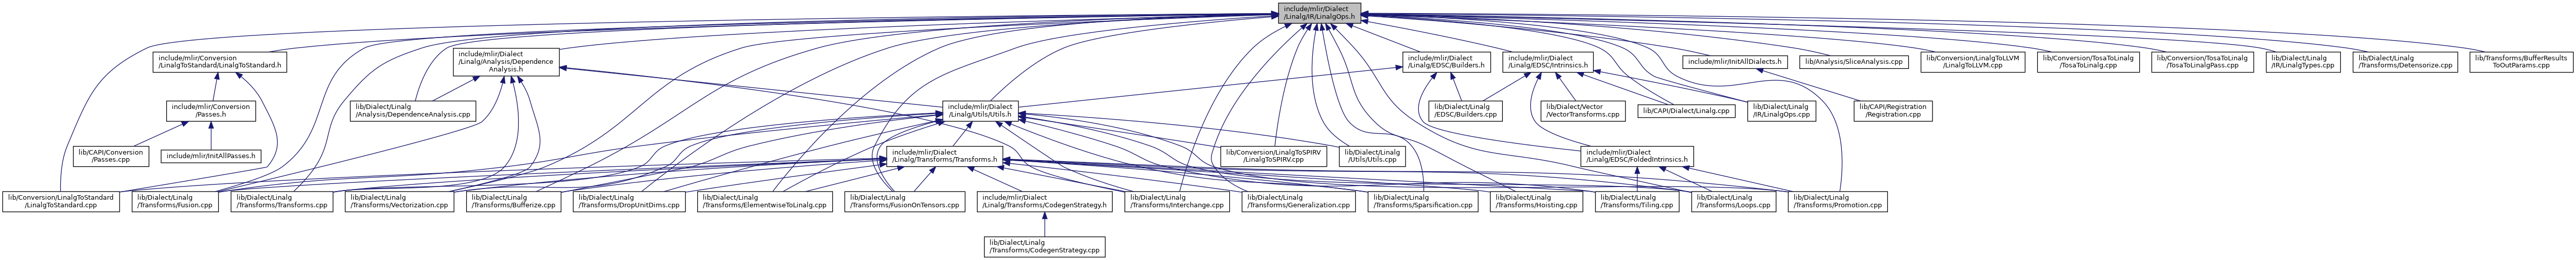 include/mlir/Dialect
/Linalg/IR/LinalgOps.h
include/mlir/Conversion
/LinalgToStandard/LinalgToStandard.h
include/mlir/Dialect
/Linalg/Analysis/Dependence
Analysis.h
include/mlir/Dialect
/Linalg/EDSC/Builders.h
include/mlir/Dialect
/Linalg/EDSC/Intrinsics.h
include/mlir/InitAllDialects.h
lib/Analysis/SliceAnalysis.cpp
lib/Conversion/LinalgToLLVM
/LinalgToLLVM.cpp
lib/Conversion/TosaToLinalg
/TosaToLinalg.cpp
lib/Conversion/TosaToLinalg
/TosaToLinalgPass.cpp
lib/Dialect/Linalg
/IR/LinalgTypes.cpp
lib/Dialect/Linalg
/Transforms/Detensorize.cpp
lib/Transforms/BufferResults
ToOutParams.cpp
include/mlir/Conversion
/Passes.h
lib/Dialect/Linalg
/Analysis/DependenceAnalysis.cpp
include/mlir/Dialect
/Linalg/Utils/Utils.h
lib/Dialect/Linalg
/EDSC/Builders.cpp
lib/Dialect/Vector
/VectorTransforms.cpp
lib/CAPI/Dialect/Linalg.cpp
lib/Dialect/Linalg
/IR/LinalgOps.cpp
lib/CAPI/Registration
/Registration.cpp
lib/CAPI/Conversion
/Passes.cpp
include/mlir/InitAllPasses.h
include/mlir/Dialect
/Linalg/Transforms/Transforms.h
lib/Conversion/LinalgToSPIRV
/LinalgToSPIRV.cpp
lib/Dialect/Linalg
/Utils/Utils.cpp
include/mlir/Dialect
/Linalg/EDSC/FoldedIntrinsics.h
lib/Conversion/LinalgToStandard
/LinalgToStandard.cpp
lib/Dialect/Linalg
/Transforms/Fusion.cpp
lib/Dialect/Linalg
/Transforms/Transforms.cpp
lib/Dialect/Linalg
/Transforms/Vectorization.cpp
lib/Dialect/Linalg
/Transforms/Bufferize.cpp
lib/Dialect/Linalg
/Transforms/DropUnitDims.cpp
lib/Dialect/Linalg
/Transforms/ElementwiseToLinalg.cpp
lib/Dialect/Linalg
/Transforms/FusionOnTensors.cpp
include/mlir/Dialect
/Linalg/Transforms/CodegenStrategy.h
lib/Dialect/Linalg
/Transforms/Interchange.cpp
lib/Dialect/Linalg
/Transforms/Generalization.cpp
lib/Dialect/Linalg
/Transforms/Sparsification.cpp
lib/Dialect/Linalg
/Transforms/Hoisting.cpp
lib/Dialect/Linalg
/Transforms/Tiling.cpp
lib/Dialect/Linalg
/Transforms/Loops.cpp
lib/Dialect/Linalg
/Transforms/Promotion.cpp
lib/Dialect/Linalg
/Transforms/CodegenStrategy.cpp